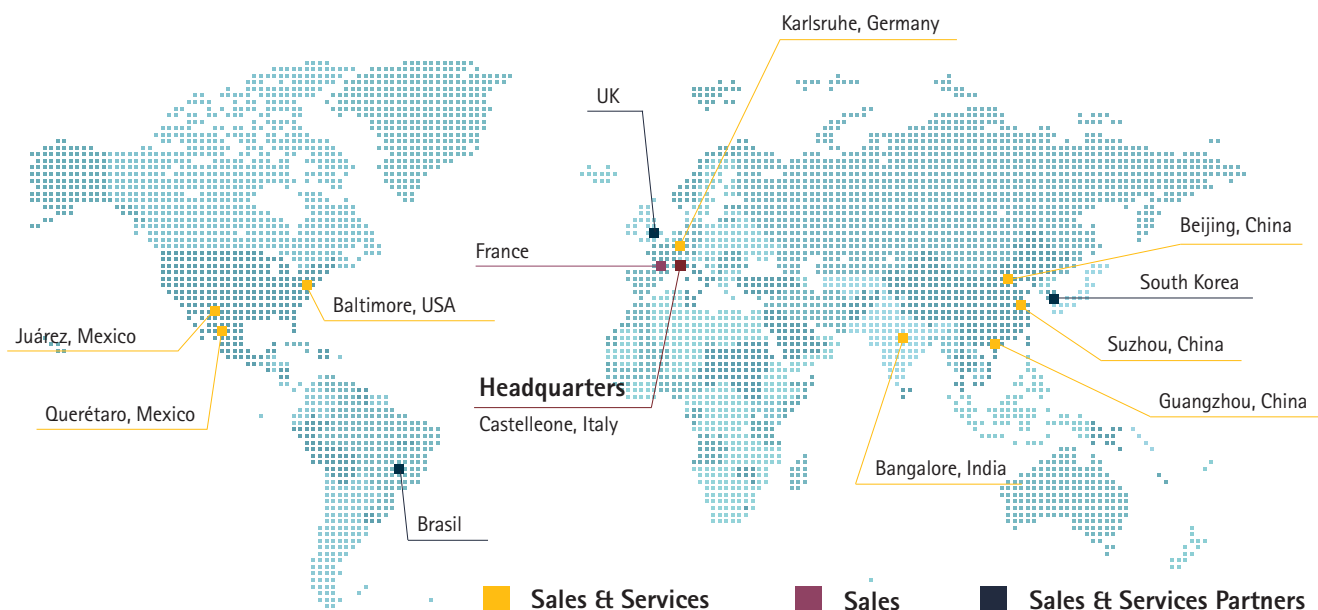 Karlsruhe, Germany
UK
Beijing, China
France
South Korea
Baltimore, USA
Juárez, Mexico
Suzhou, China
Headquarters
Castelleone, Italy
Querétaro, Mexico
Guangzhou, China
Bangalore, India
Brasil
Sales & Services
Sales
Sales & Services Partners